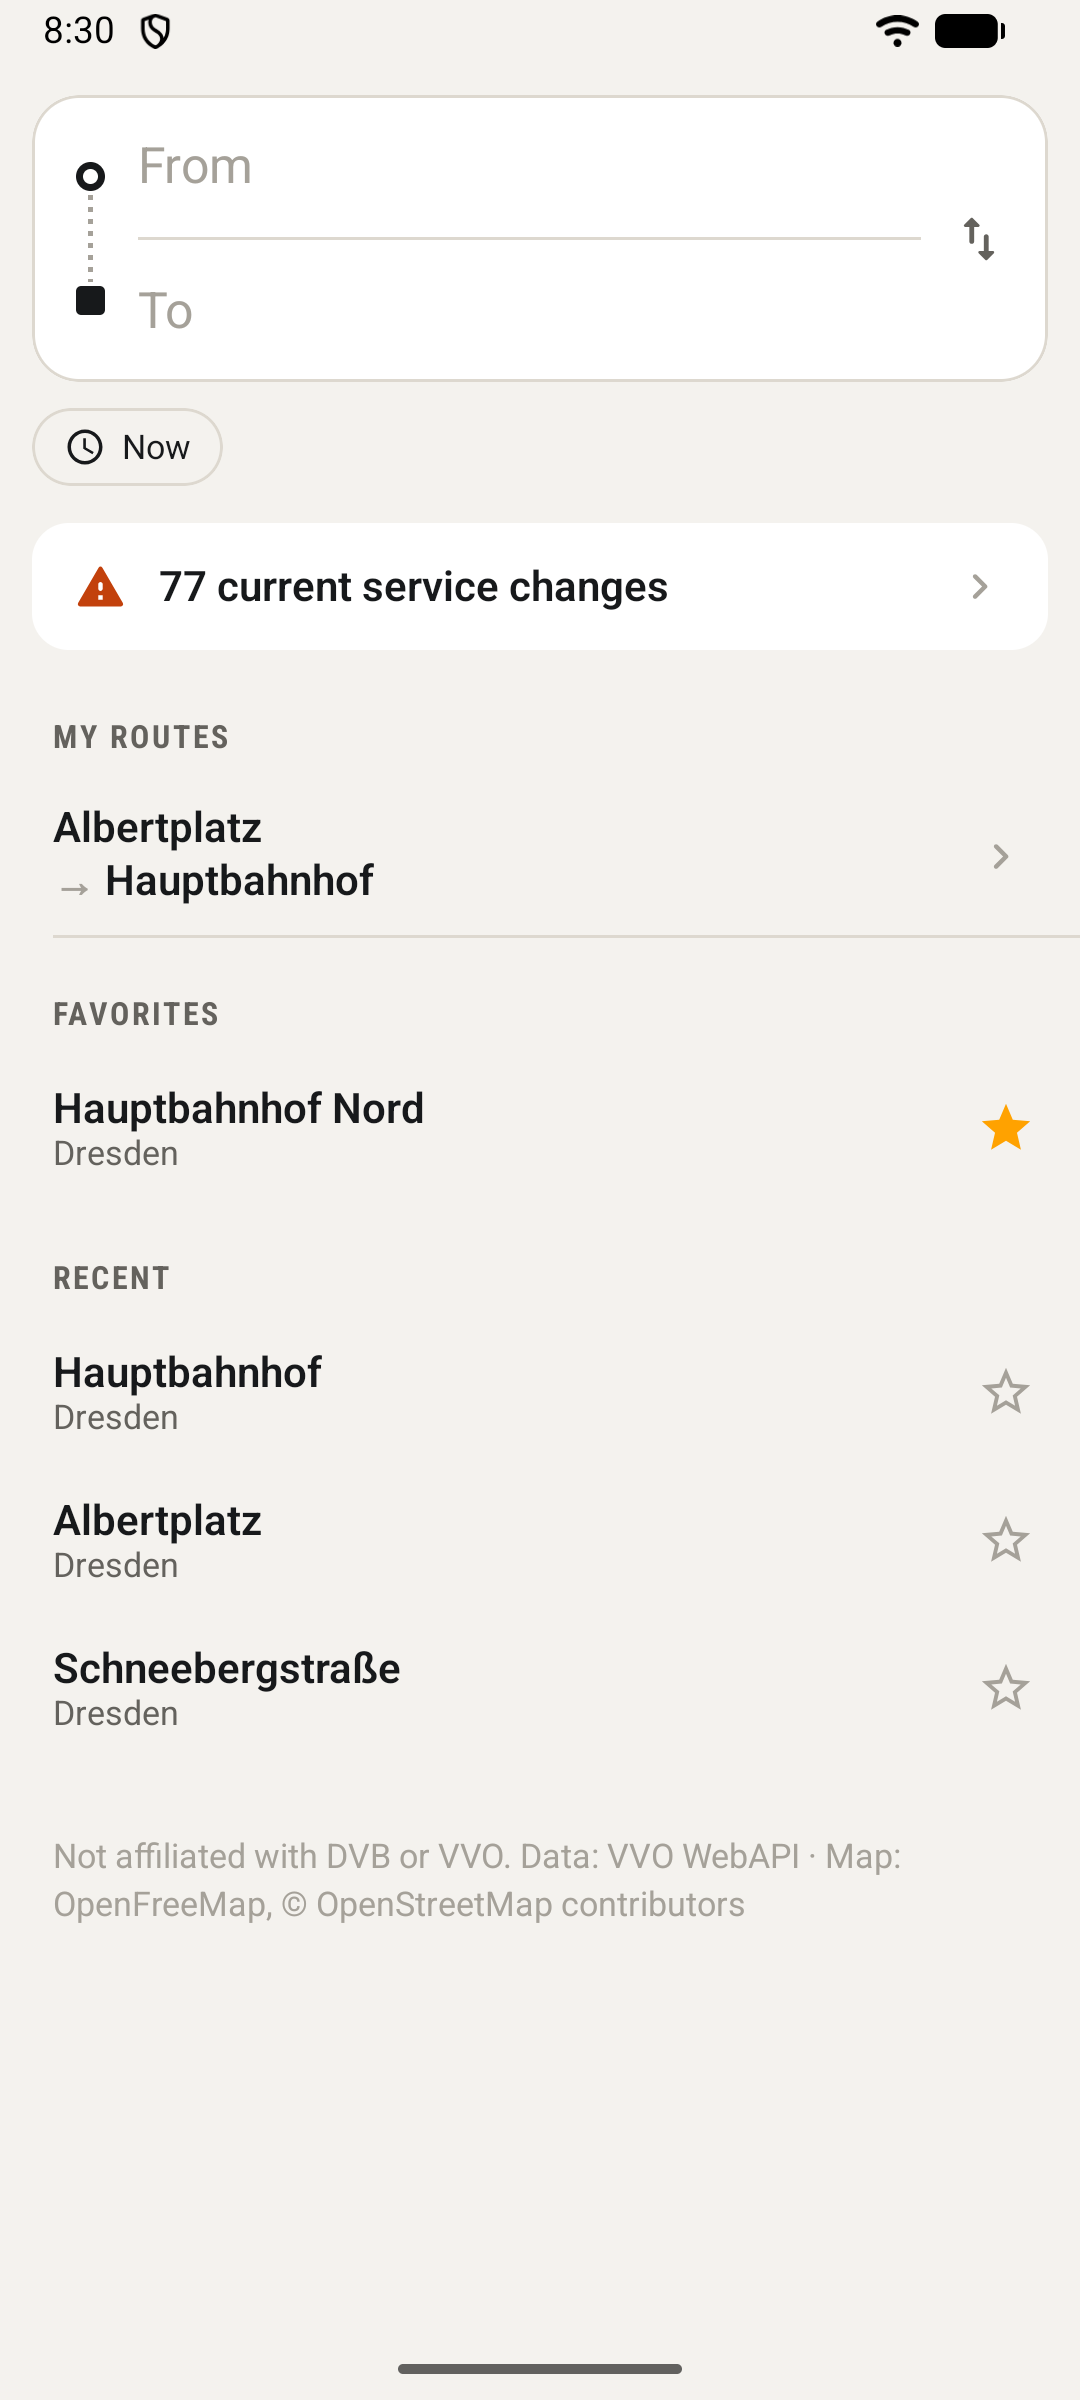 8:30
From
To
Now
77 current service changes
MY ROUTES
Albertplatz
→ Hauptbahnhof
FAVORITES
Hauptbahnhof Nord
Dresden
RECENT
Hauptbahnhof
Dresden
Albertplatz
Dresden
Schneebergstraße
Dresden
Not affiliated with DVB or VVO. Data: VVO WebAPI · Map:
OpenFreeMap, © OpenStreetMap contributors